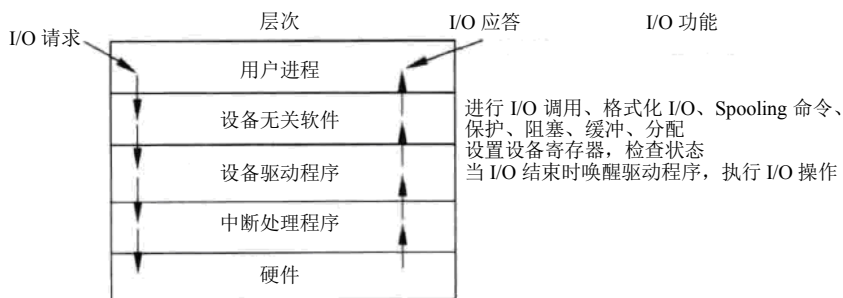 层次 I/O 应答 I/O 功能
I/O 请求
用户进程
设备无关软件
设备驱动程序
中断处理程序
硬件
进行 I/O 调用、格式化 I/O、Spooling 命令、
保护、阻塞、缓冲、分配
设置设备寄存器，检查状态
当 I/O 结束时唤醒驱动程序，执行 I/O 操作